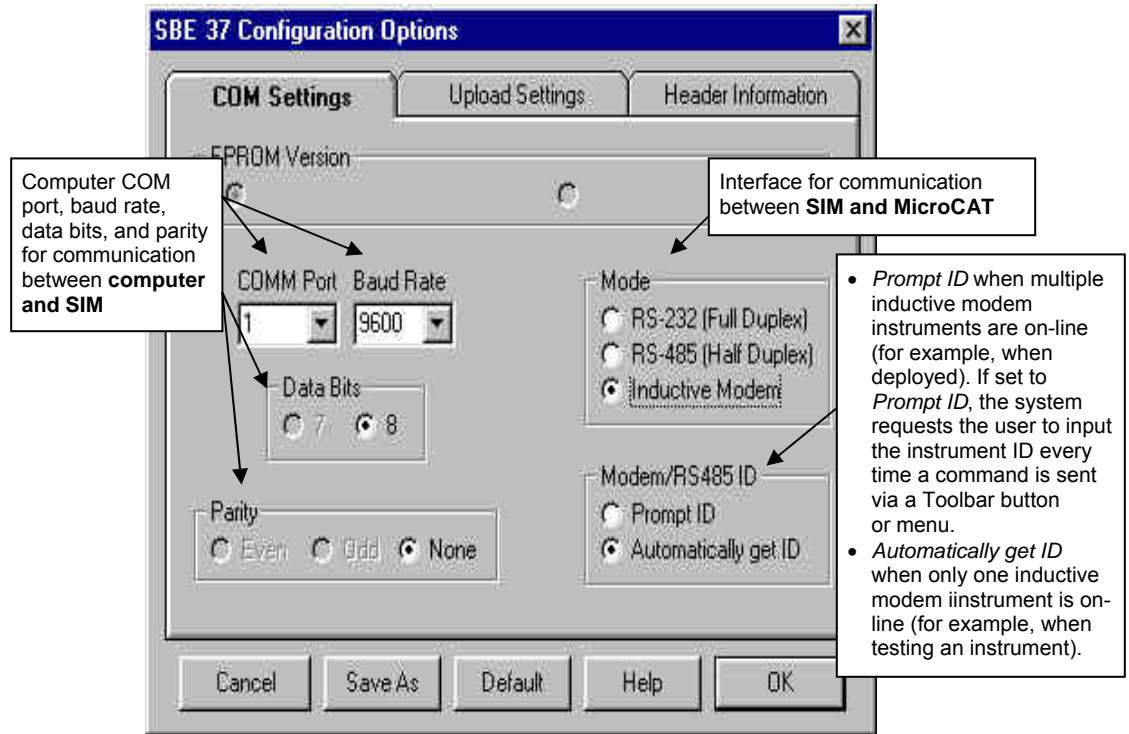 SBE 37 Configuration Options
COM Settings
Upload Settings
Header Information
EPROM Version
Computer COM
port, baud rate,
data bits, and parity
for communication
between computer
and SIM
Interface for communication
between SIM and MicroCAT
COMM Port
Baud Rate
1
9600
Data Bits
7
8
Parity
Even
Odd
None
Mode
RS-232 (Full Duplex)
RS-485 (Half Duplex)
Inductive Modem
Modem/RS485 ID
Prompt ID
Automatically get ID
• Prompt ID when multiple
inductive modem
instruments are on-line
(for example, when
deployed). If set to
Prompt ID, the system
requests the user to input
the instrument ID every
time a command is sent
via a Toolbar button
or menu.
• Automatically get ID
when only one inductive
modem iinstrument is on-
line (for example, when
testing an instrument).
Cancel
Save As
Default
Help
OK